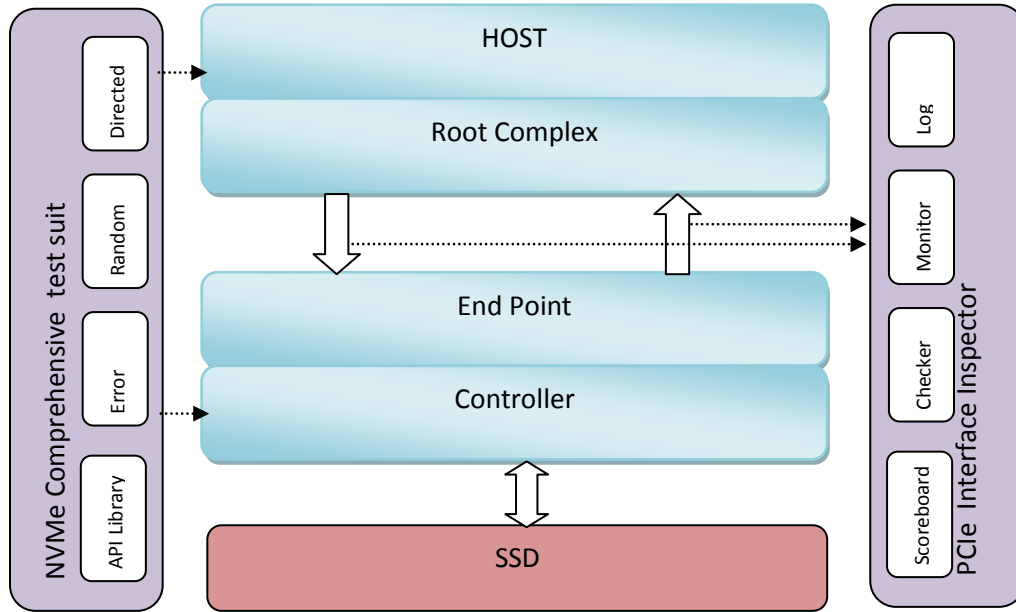 NVMe Comprehensive test suit
Directed
Random
Error
API Library
HOST
Root Complex
End Point
Controller
SSD
Log
Monitor
Checker
Scoreboard
PCIe Interface Inspector